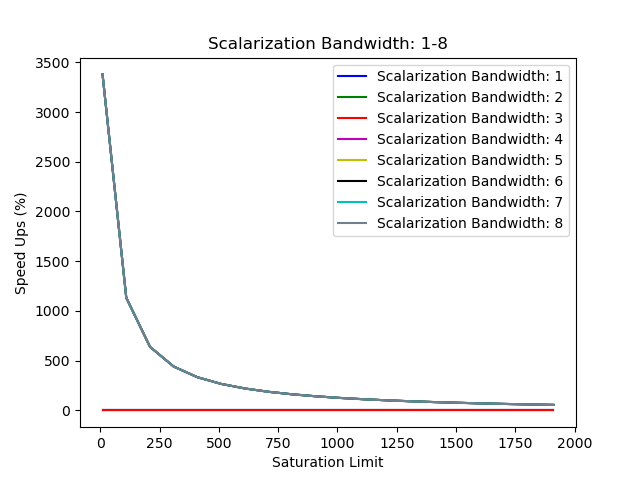 Scalarization Bandwidth: 1-8
Scalarization Bandwidth: 1
Scalarization Bandwidth: 2
Scalarization Bandwidth: 3
Scalarization Bandwidth: 4
Scalarization Bandwidth: 5
Scalarization Bandwidth: 6
Scalarization Bandwidth: 7
Scalarization Bandwidth: 8
Speed Ups (%)
3500
3000
2500
2000
1500
1000
500
0
0 250 500 750 1000 1250 1500 1750 2000
Saturation Limit